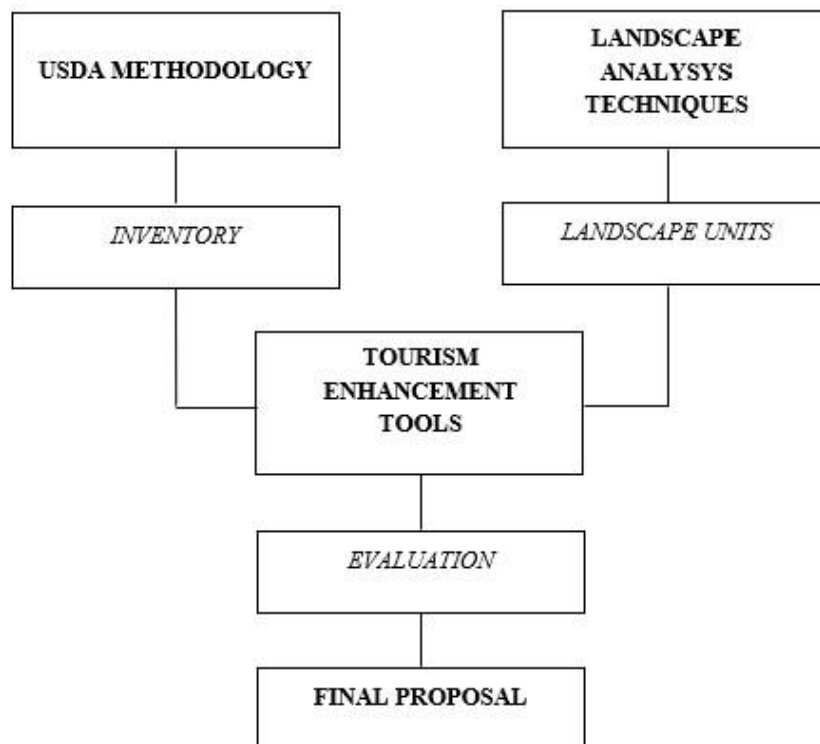 USDA METHODOLOGY
LANDSCAPE
ANALYSYS
TECHNIQUES
INVENTORY
LANDSCAPE UNITS
TOURISM
ENHANCEMENT
TOOLS
EVALUATION
FINAL PROPOSAL